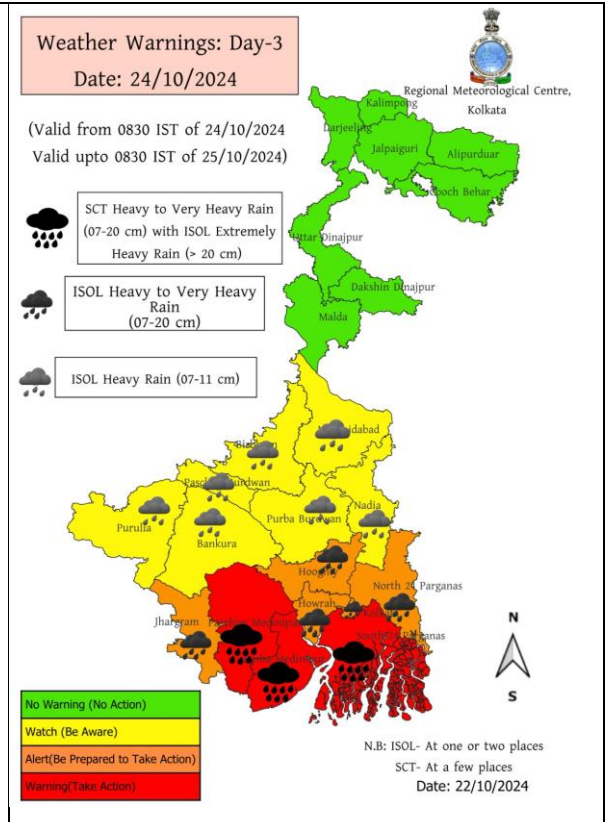 Weather Warnings: Day-3
Date: 24/10/2024
Regional Meteorological Centre,
Kolkata
(Valid from 0830 IST of 24/10/2024
Valid upto 0830 IST of 25/10/2024)
SCT Heavy to Very Heavy Rain
(07-20 cm) with ISOL Extremely
Heavy Rain (> 20 cm)
ISOL Heavy to Very Heavy
Rain
(07-20 cm)
ISOL Heavy Rain (07-11 cm)
Kalimpong
Darjeeling
Jalpaiguri
Alipurduar
Cooch Behar
Uttar Dinajpur
Dakshin Dinajpur
Malda
Nadia
Purulia
Purba Burdwan
Bankura
Hooghly
North 24 Parganas
Howrah
Kolkata
Jhargram
South 24 Parganas
N
S
No Warning (No Action)
Watch (Be Aware)
Alert(Be Prepared to Take Action)
Warning(Take Action)
N.B: ISOL- At one or two places
SCT- At a few places
Date: 22/10/2024